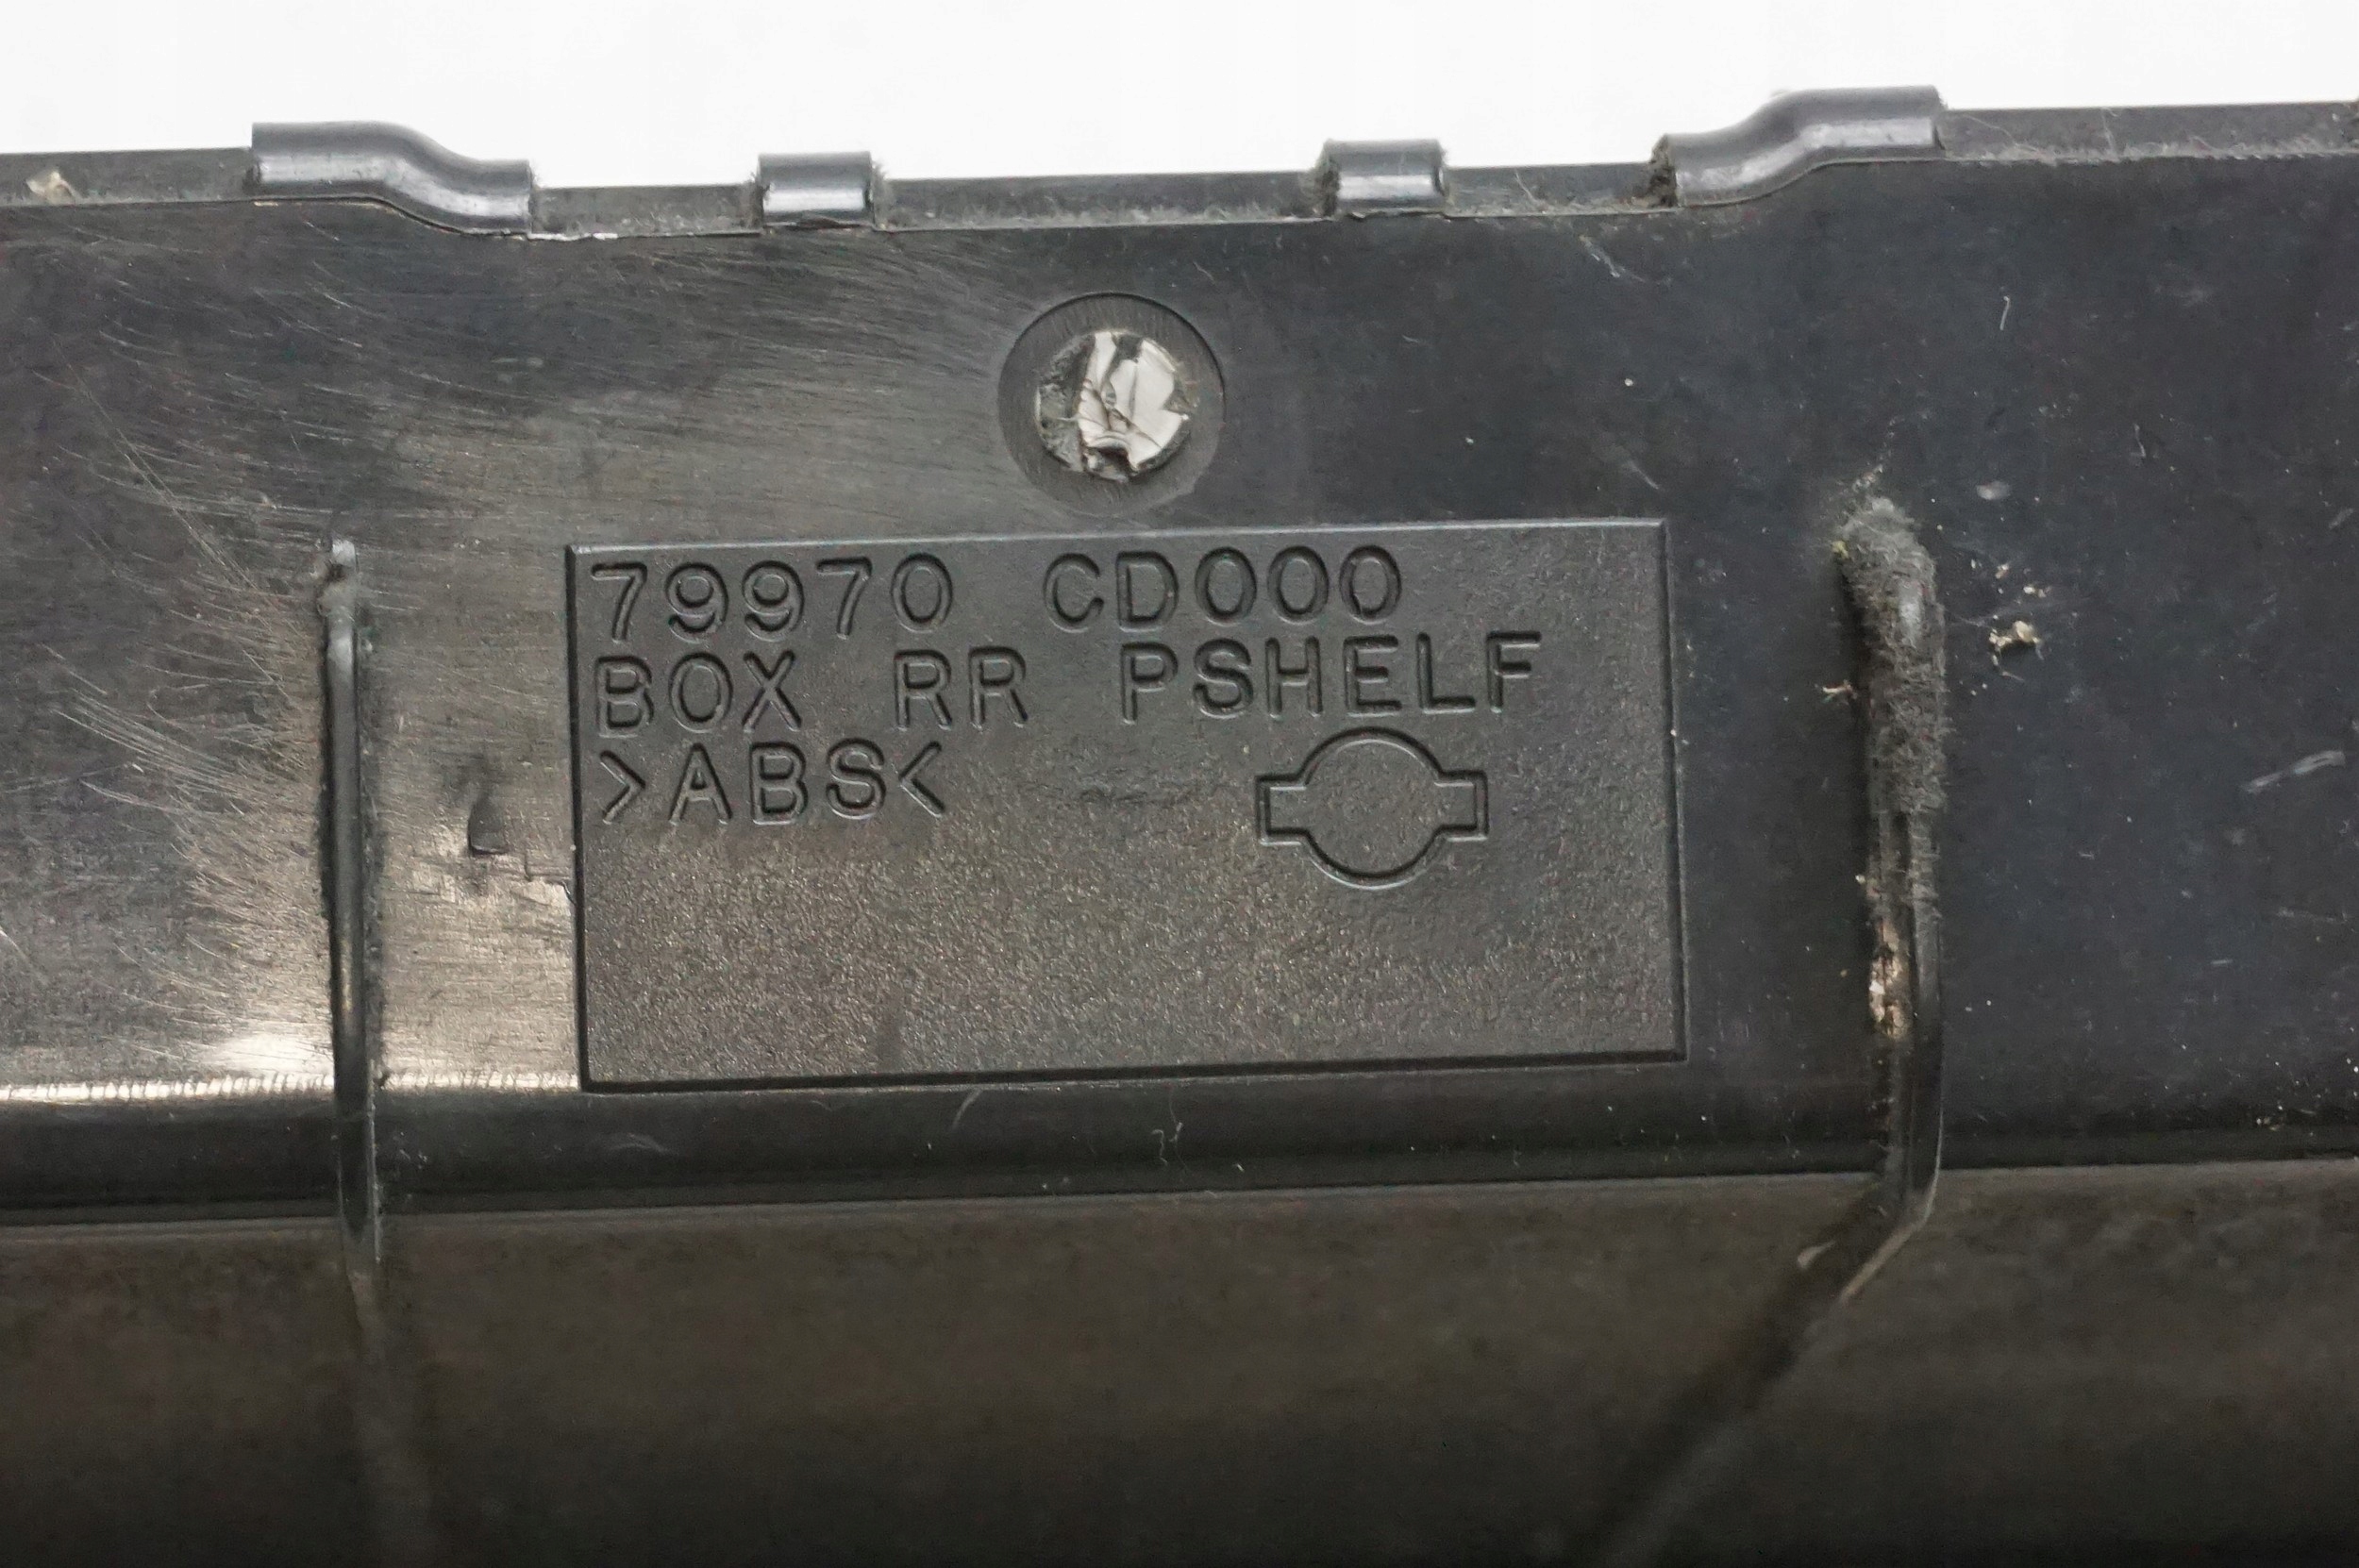 79970 CD000
BOX RR PSHELF
>ABS<